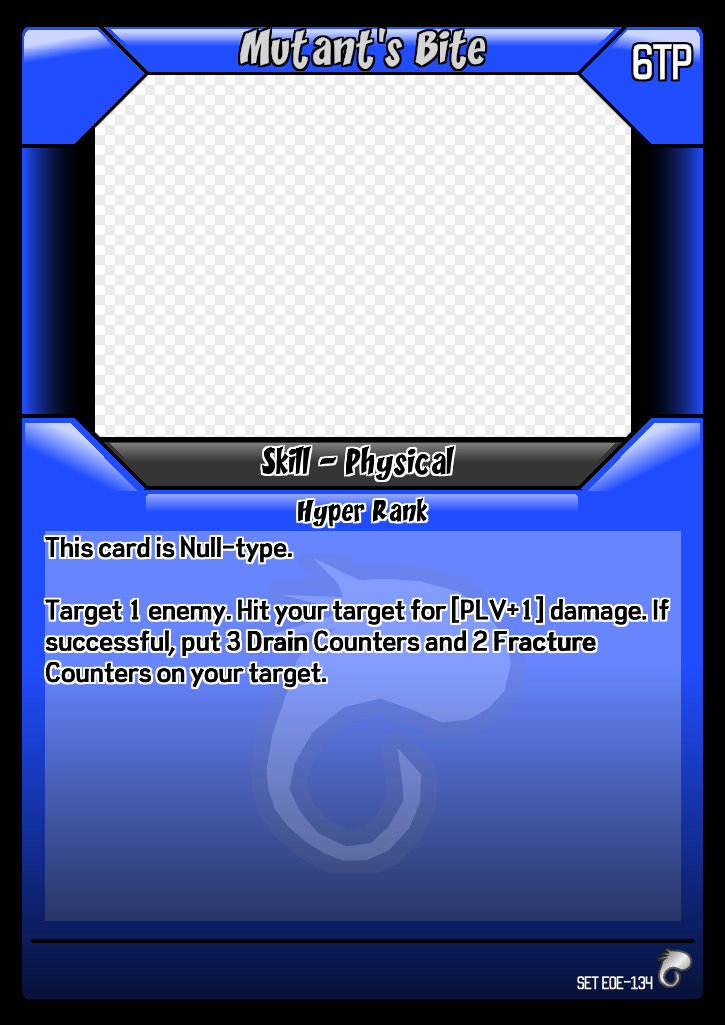 Mutant's Bite
6TP
Skill - Physical
Hyper Rank
This card is Null-type.
Target 1 enemy. Hit your target for [PLV+1] damage. If
successful, put 3 Drain Counters and 2 Fracture
Counters on your target.
SET EOE-134